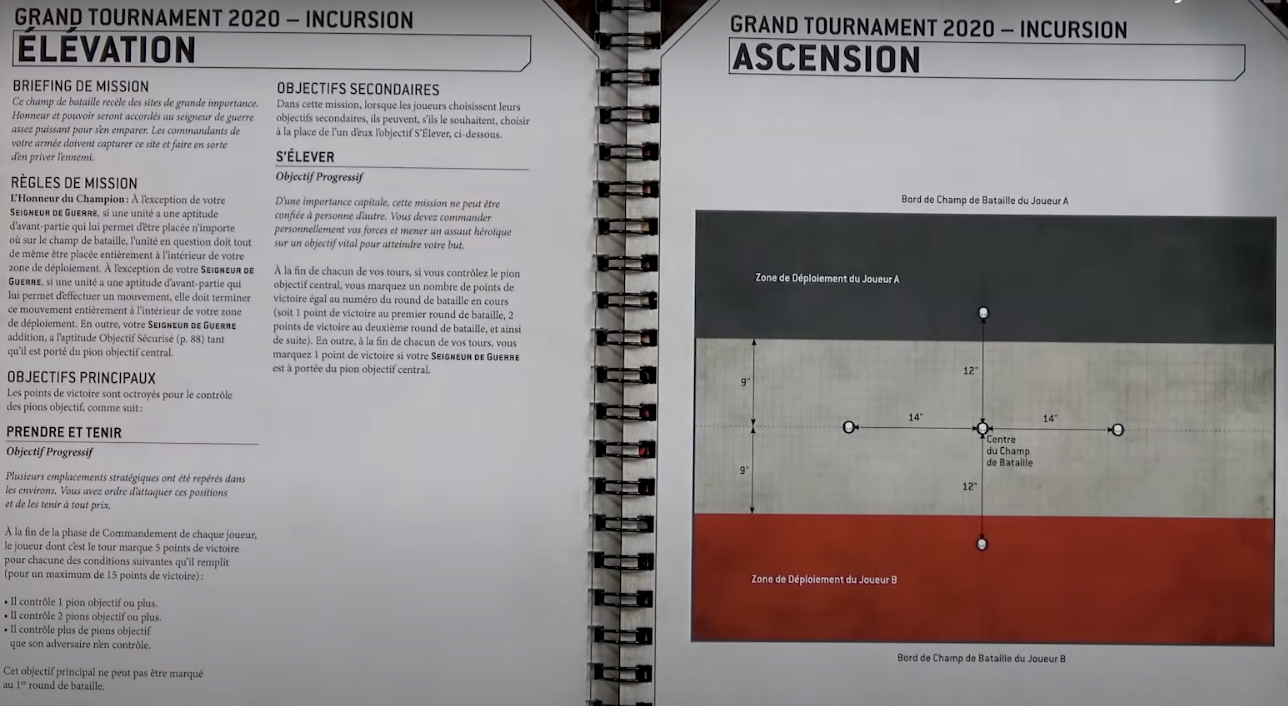 GRAND TOURNAMENT 2020 – INCURSION
ÉLÉVATION
BRIEFING DE MISSION
Ce champ de bataille recèle des sites de grande importance.
Honneur et pouvoir seront accordés au seigneur de guerre
assez puissant pour s'en emparer. Les commandants de
votre armée doivent capturer ce site et faire en sorte
d'en priver l'ennemi.
RÈGLES DE MISSION
L'Honneur du Champion : À l'exception de votre
SEIGNEUR DE GUERRE, si une unité a une aptitude
d'avant-partie qui lui permet d'être placée n'importe
où sur le champ de bataille, l'unité en question doit tout
de même être placée entièrement à l'intérieur de votre
zone de déploiement. À l'exception de votre SEIGNEUR DE
GUERRE, si une unité a une aptitude d'avant-partie qui
lui permet d'effectuer un mouvement, elle doit terminer
ce mouvement entièrement à l'intérieur de votre zone
de déploiement. En outre, votre SEIGNEUR DE GUERRE
addition, a l'aptitude Objectif Sécurisé (p. 88) tant
qu'il est porté du pion objectif central.
OBJECTIFS PRINCIPAUX
Les points de victoire sont octroyés pour le contrôle
des pions objectif, comme suit :
PRENDRE ET TENIR
Objectif Progressif
Plusieurs emplacements stratégiques ont été repérés dans
les environs. Vous avez ordre d'attaquer ces positions
et de les tenir à tout prix.
À la fin de la phase de Commandement de chaque joueur,
le joueur dont c'est le tour marque 5 points de victoire
pour chacune des conditions suivantes qu'il remplit
(pour un maximum de 15 points de victoire) :
• Il contrôle 1 pion objectif ou plus.
• Il contrôle 2 pions objectif ou plus.
• Il contrôle plus de pions objectif
que son adversaire n'en contrôle.
Cet objectif principal ne peut pas être marqué
au 1er round de bataille.
OBJECTIFS SECONDAIRES
Dans cette mission, lorsque les joueurs choisissent leurs
objectifs secondaires, ils peuvent, s'ils le souhaitent, choisir
à la place de l'un d'eux l'objectif S'Élever, ci-dessous.
S'ÉLEVER
Objectif Progressif
D'une importance capitale, cette mission ne peut être
confiée à personne d'autre. Vous devez commander
personnellement vos forces et mener un assaut héroïque
sur un objectif vital pour atteindre votre but.
À la fin de chacun de vos tours, si vous contrôlez le pion
objectif central, vous marquez un nombre de points de
victoire égal au numéro du round de bataille en cours
(soit 1 point de victoire au premier round de bataille, 2
points de victoire au deuxième round de bataille, et ainsi
de suite). En outre, à la fin de chacun de vos tours, vous
marquez 1 point de victoire si votre SEIGNEUR DE GUERRE
est à portée du pion objectif central.
GRAND TOURNAMENT 2020 – INCURSION
ASCENSION
Bord de Champ de Bataille du Joueur A
Zone de Déploiement du Joueur A
12"
9"
14"
14"
Centre
du Champ
de Bataille
9"
12"
Zone de Déploiement du Joueur B
Bord de Champ de Bataille du Joueur B